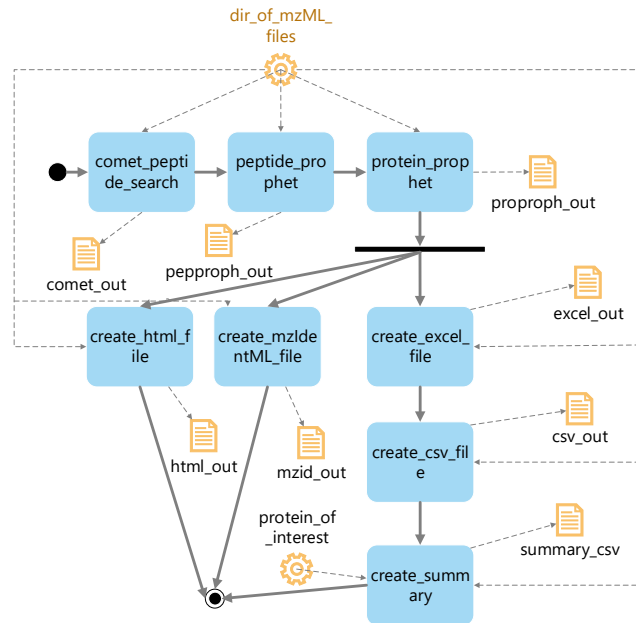 dir_of_mzML_
files
comet_pepti
de_search
peptide_pro
phet
protein_prop
het
proproph_out
comet_out
pepproph_out
excel_out
create_html_f
ile
create_mzIde
ntML_file
create_excel_
file
html_out
mzid_out
csv_out
create_csv_fil
e
protein_of
_interest
summary_csv
create_summ
ary